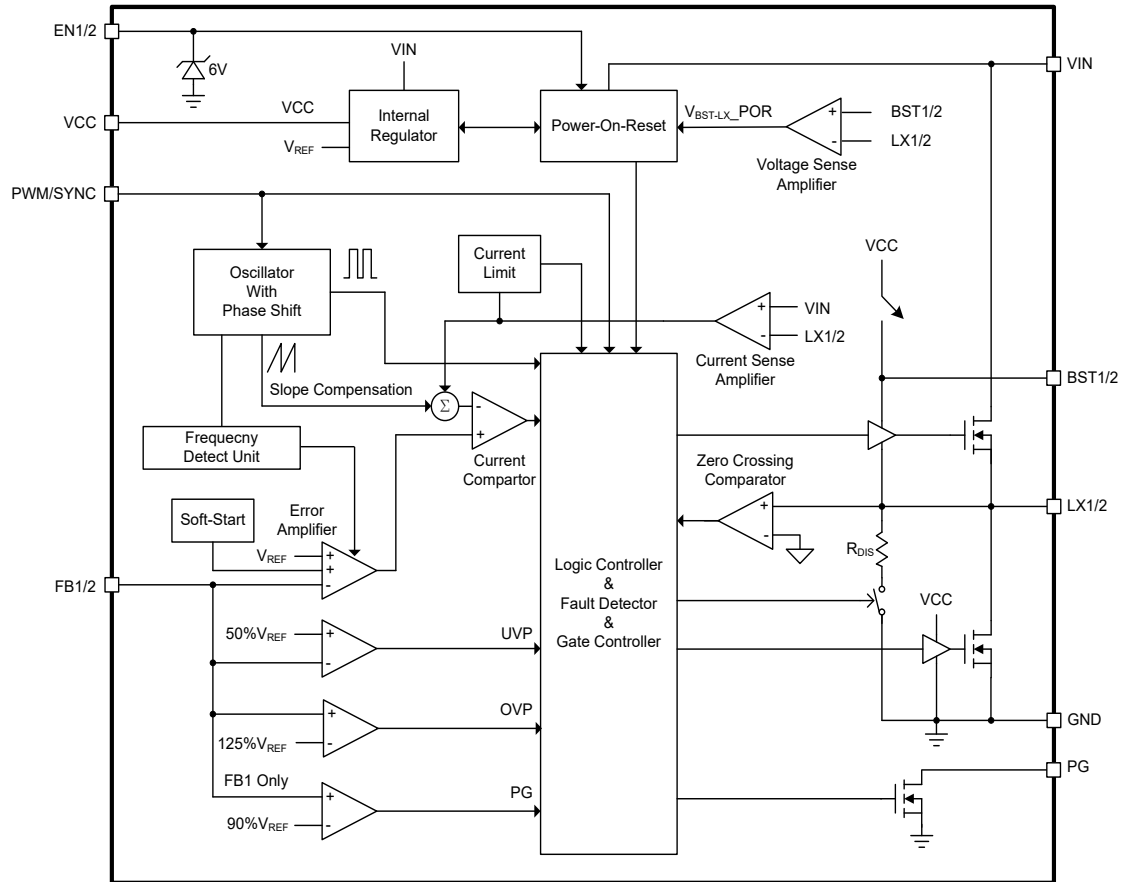 EN1/2
6V
VIN
VIN
VCC
VCC
Internal
Regulator
VREF
Power-On-Reset
VBST-LX_POR
+
-
BST1/2
LX1/2
Voltage Sense
Amplifier
PWM/SYNC
Oscillator
With
Phase Shift
Current
Limit
VCC
+
-
VIN
LX1/2
Current Sense
Amplifier
Slope Compensation
Σ
-
+
Current
Compartor
BST1/2
Frequecny
Detect Unit
Zero Crossing
Comparator
+
-
LX1/2
Soft-Start
Error
Amplifier
VREF
+
+
-
RDIS
FB1/2
Logic Controller
&
Fault Detector
&
Gate Controller
VCC
50%VREF
+
-
UVP
OVP
+
-
125%VREF
GND
FB1 Only
PG
+
-
90%VREF
PG